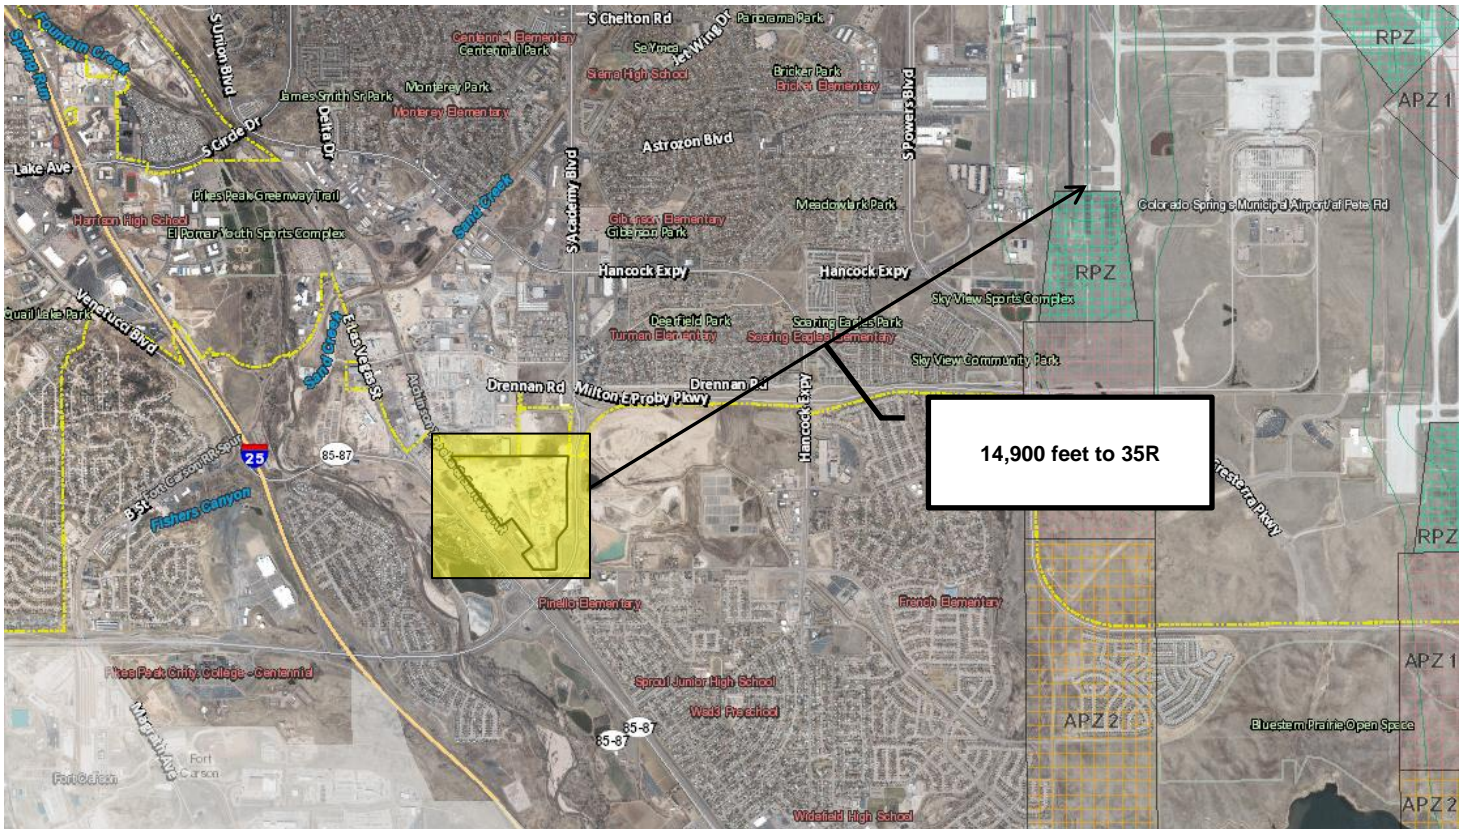 S Chelton Rd
Panorama Park
Fountain Creek
Spring Run
S Union Blvd
Centennial Elementary
Centennial Park
Jet Wing Dr
RPZ
Sierra High School
Bricker Park
Bricker Elementary
Monterey Park
James Smith Sr Park
Monterey Elementary
APZ 1
S Powers Blvd
S Circle Dr
Delta Dr
Astrozon Blvd
Lake Ave
S Academy Blvd
Pikes Peak Greenway Trail
Sand Creek
Harrison High School
Giberson Elementary
Giberson Park
Meadowlark Park
Colorado Springs Municipal Airport/af Pete Rd
El Pomar Youth Sports Complex
Hancock Expy
Hancock Expy
RPZ
Sky View Sports Complex
Quail Lake Park
Venetucci Blvd
Sand Creek
E Las Vegas St
Deerfield Park
Turman Elementary
Soaring Eagles Park
Soaring Eagles Elementary
Sky View Community Park
Drennan Rd
Milton E Proby Pkwy
Drennan Rd
Hancock Expy
14,900 feet to 35R
85-87
25
Fort Carson RR Spur
B St
Fishers Canyon
RPZ
Pinello Elementary
French Elementary
Pikes Peak Cmty. College - Centennial
Sproul Junior High School
Wsd3 Preschool
85-87
85-87
APZ 1
APZ 2
Bluestem Prairie Open Space
Magrath Ave
Fort Carson
Fort
Carson
Widefield High School
APZ 2